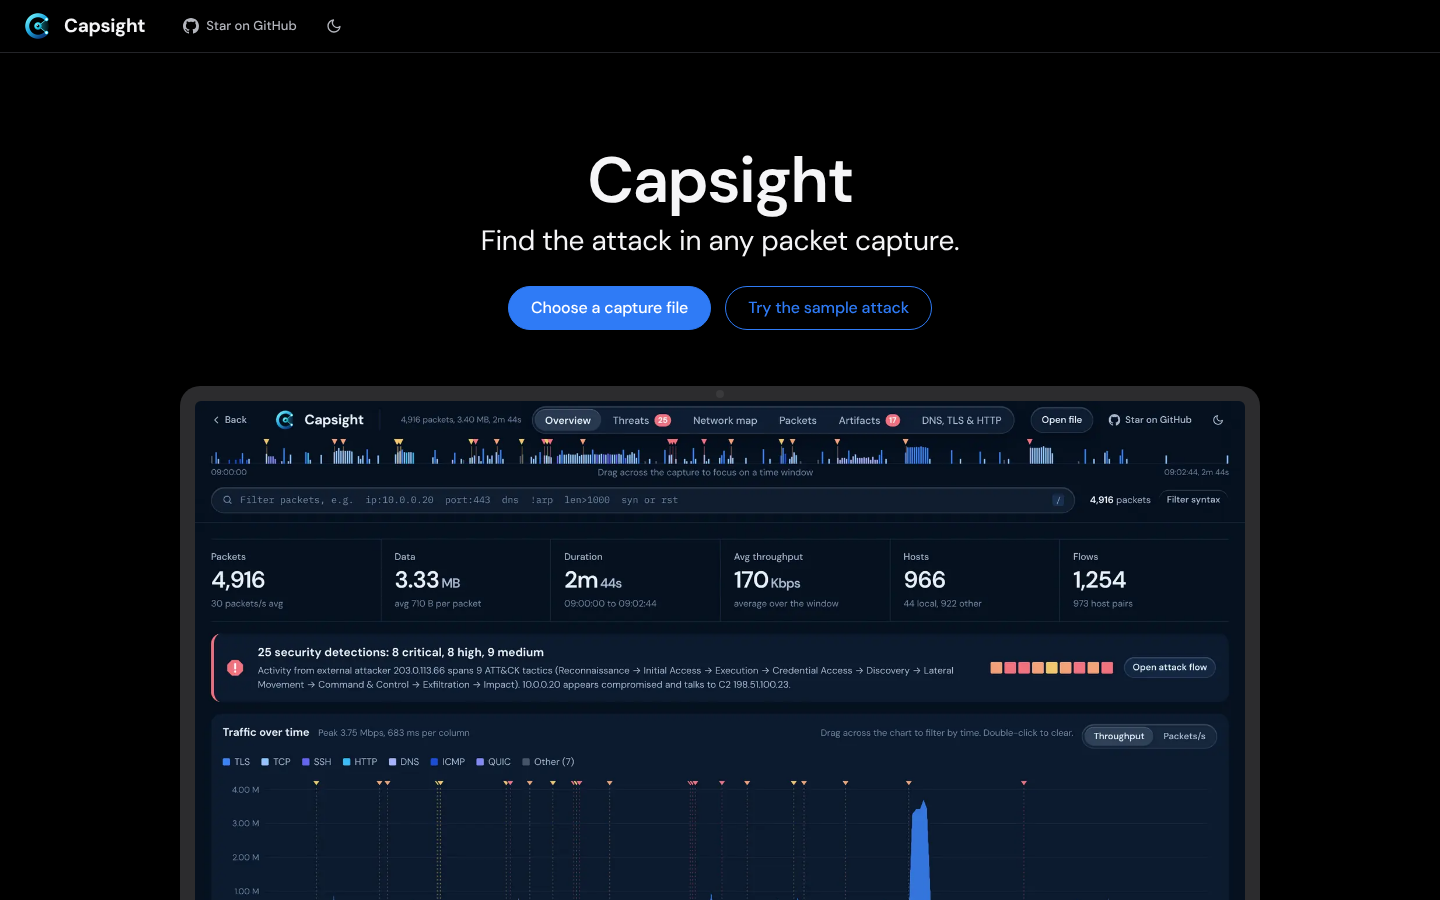 Capsight
Star on GitHub
Capsight
Find the attack in any packet capture.
Choose a capture file
Try the sample attack
Back
Capsight
4,916 packets, 3.40 MB, 2m 44s
Overview
Threats 25
Network map
Packets
Artifacts 17
DNS, TLS & HTTP
Open file
Star on GitHub
09:00:00
Drag across the capture to focus on a time window
09:02:44, 2m 44s
Filter packets, e.g. ip:10.0.0.20 port:443 dns !arp len>1000 syn or rst
/
4,916 packets
Filter syntax
Packets
4,916
30 packets/s avg
Data
3.33 MB
avg 710 B per packet
Duration
2m 44s
09:00:00 to 09:02:44
Avg throughput
170 Kbps
average over the window
Hosts
966
44 local, 922 other
Flows
1,254
973 host pairs
25 security detections: 8 critical, 8 high, 9 medium
Activity from external attacker 203.0.113.66 spans 9 ATT&CK tactics (Reconnaissance → Initial Access → Execution → Credential Access → Discovery → Lateral
Movement → Command & Control → Exfiltration → Impact). 10.0.0.20 appears compromised and talks to C2 198.51.100.23.
Open attack flow
Traffic over time
Peak 3.75 Mbps, 683 ms per column
Drag across the chart to filter by time. Double-click to clear.
Throughput
Packets/s
TLS
TCP
SSH
HTTP
DNS
ICMP
QUIC
Other (7)
4.00 M
3.00 M
2.00 M
1.00 M